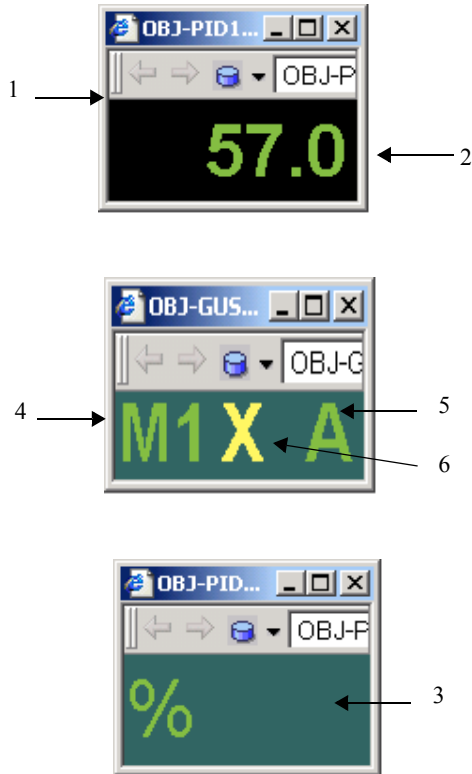 OBJ-PID1...
OBJ-P
1
57.0
2
OBJ-GUS...
OBJ-G
4
M1 X A
5
6
OBJ-PID...
OBJ-P
%
3